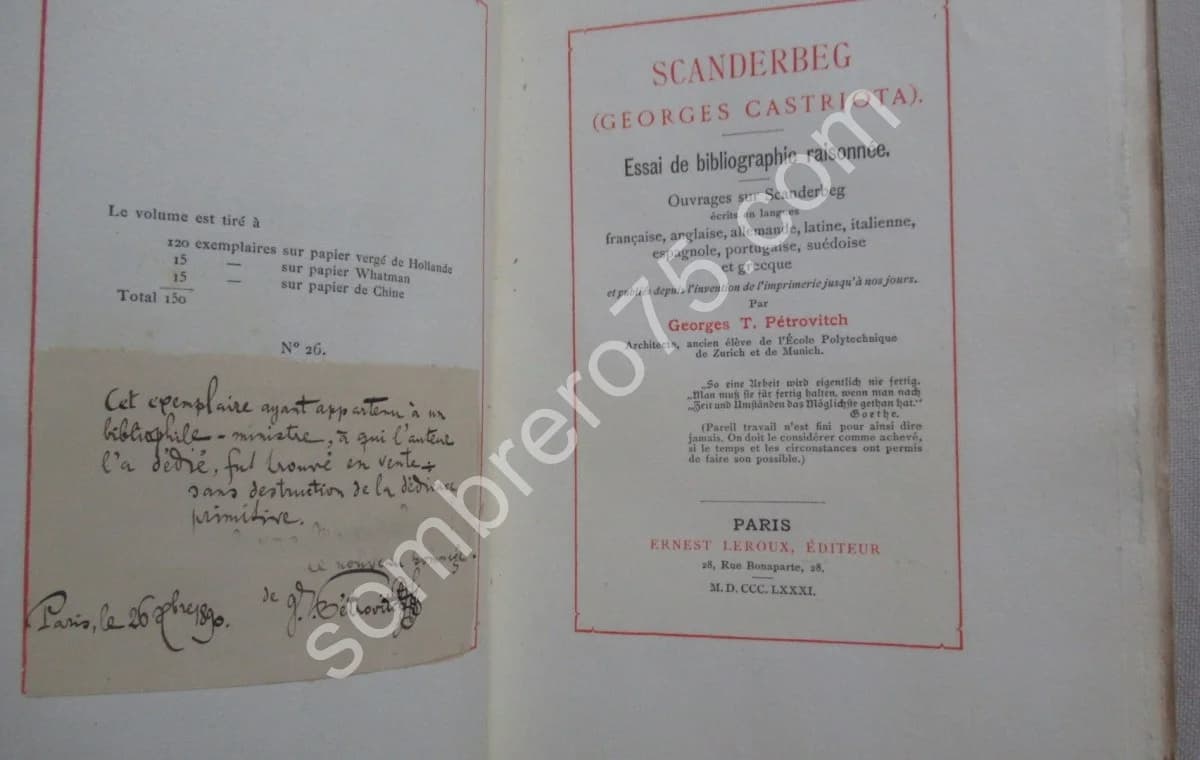 Le volume est tiré à
120 exemplaires sur papier vergé de Hollande
15 — sur papier Whatman
15 — sur papier de Chine
Total 150
Nº 26.
Cet exemplaire ayant appartenu à un
bibliophile-ministre, à qui l'auteur
l'a dédié, fut trouvé en vente
sans destruction de la dédicace
primitive.
de G. T. Pétrovitch
Paris, le 26 Xbre 1890.
SCANDERBEG
(GEORGES CASTRIOTA).
Essai de bibliographie raisonnée.
Ouvrages sur Scanderbeg
écrits en langues
française, anglaise, allemande, latine, italienne,
espagnole, portugaise, suédoise
et grecque
et publiés depuis l'invention de l'imprimerie jusqu'à nos jours.
Par
Georges T. Pétrovitch
Architecte, ancien élève de l'École Polytechnique
de Zurich et de Munich.
„So eine Arbeit wird eigentlich nie fertig.
„Man muß sie für fertig halten, wenn man nach
„Zeit und Umständen das Möglichste gethan hat.“
Goethe.
(Pareil travail n'est fini pour ainsi dire
jamais. On doit le considérer comme achevé,
si le temps et les circonstances ont permis
de faire son possible.)
PARIS
ERNEST LEROUX, ÉDITEUR
28, Rue Bonaparte, 28.
M. D. CCC. LXXXI.
sombrero75.com